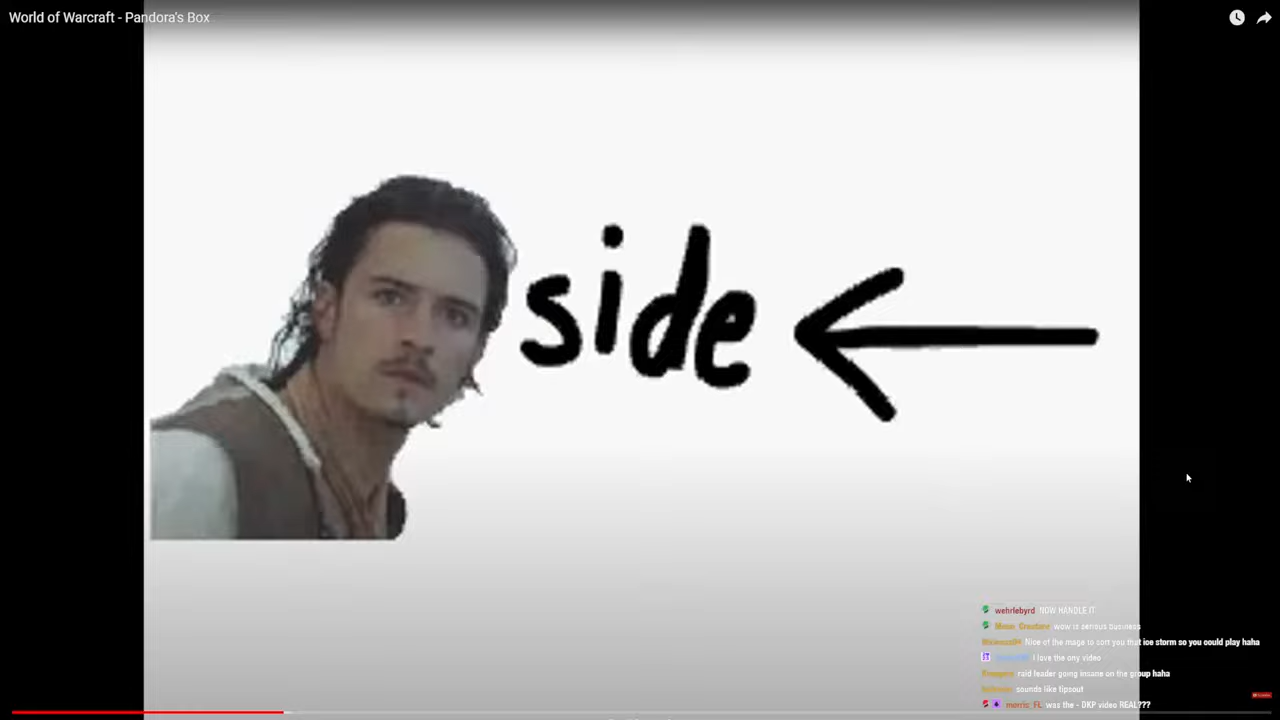 World of Warcraft - Pandora's Box
side
wehrlebyrd NOW HANDLE IT
wow is serious business
Nice of the mage to sort you that ice storm so you could play haha
I love the ony video
raid leader going insane on the group haha
sounds like tipsout
morric_FL was the - DKP video REAL???